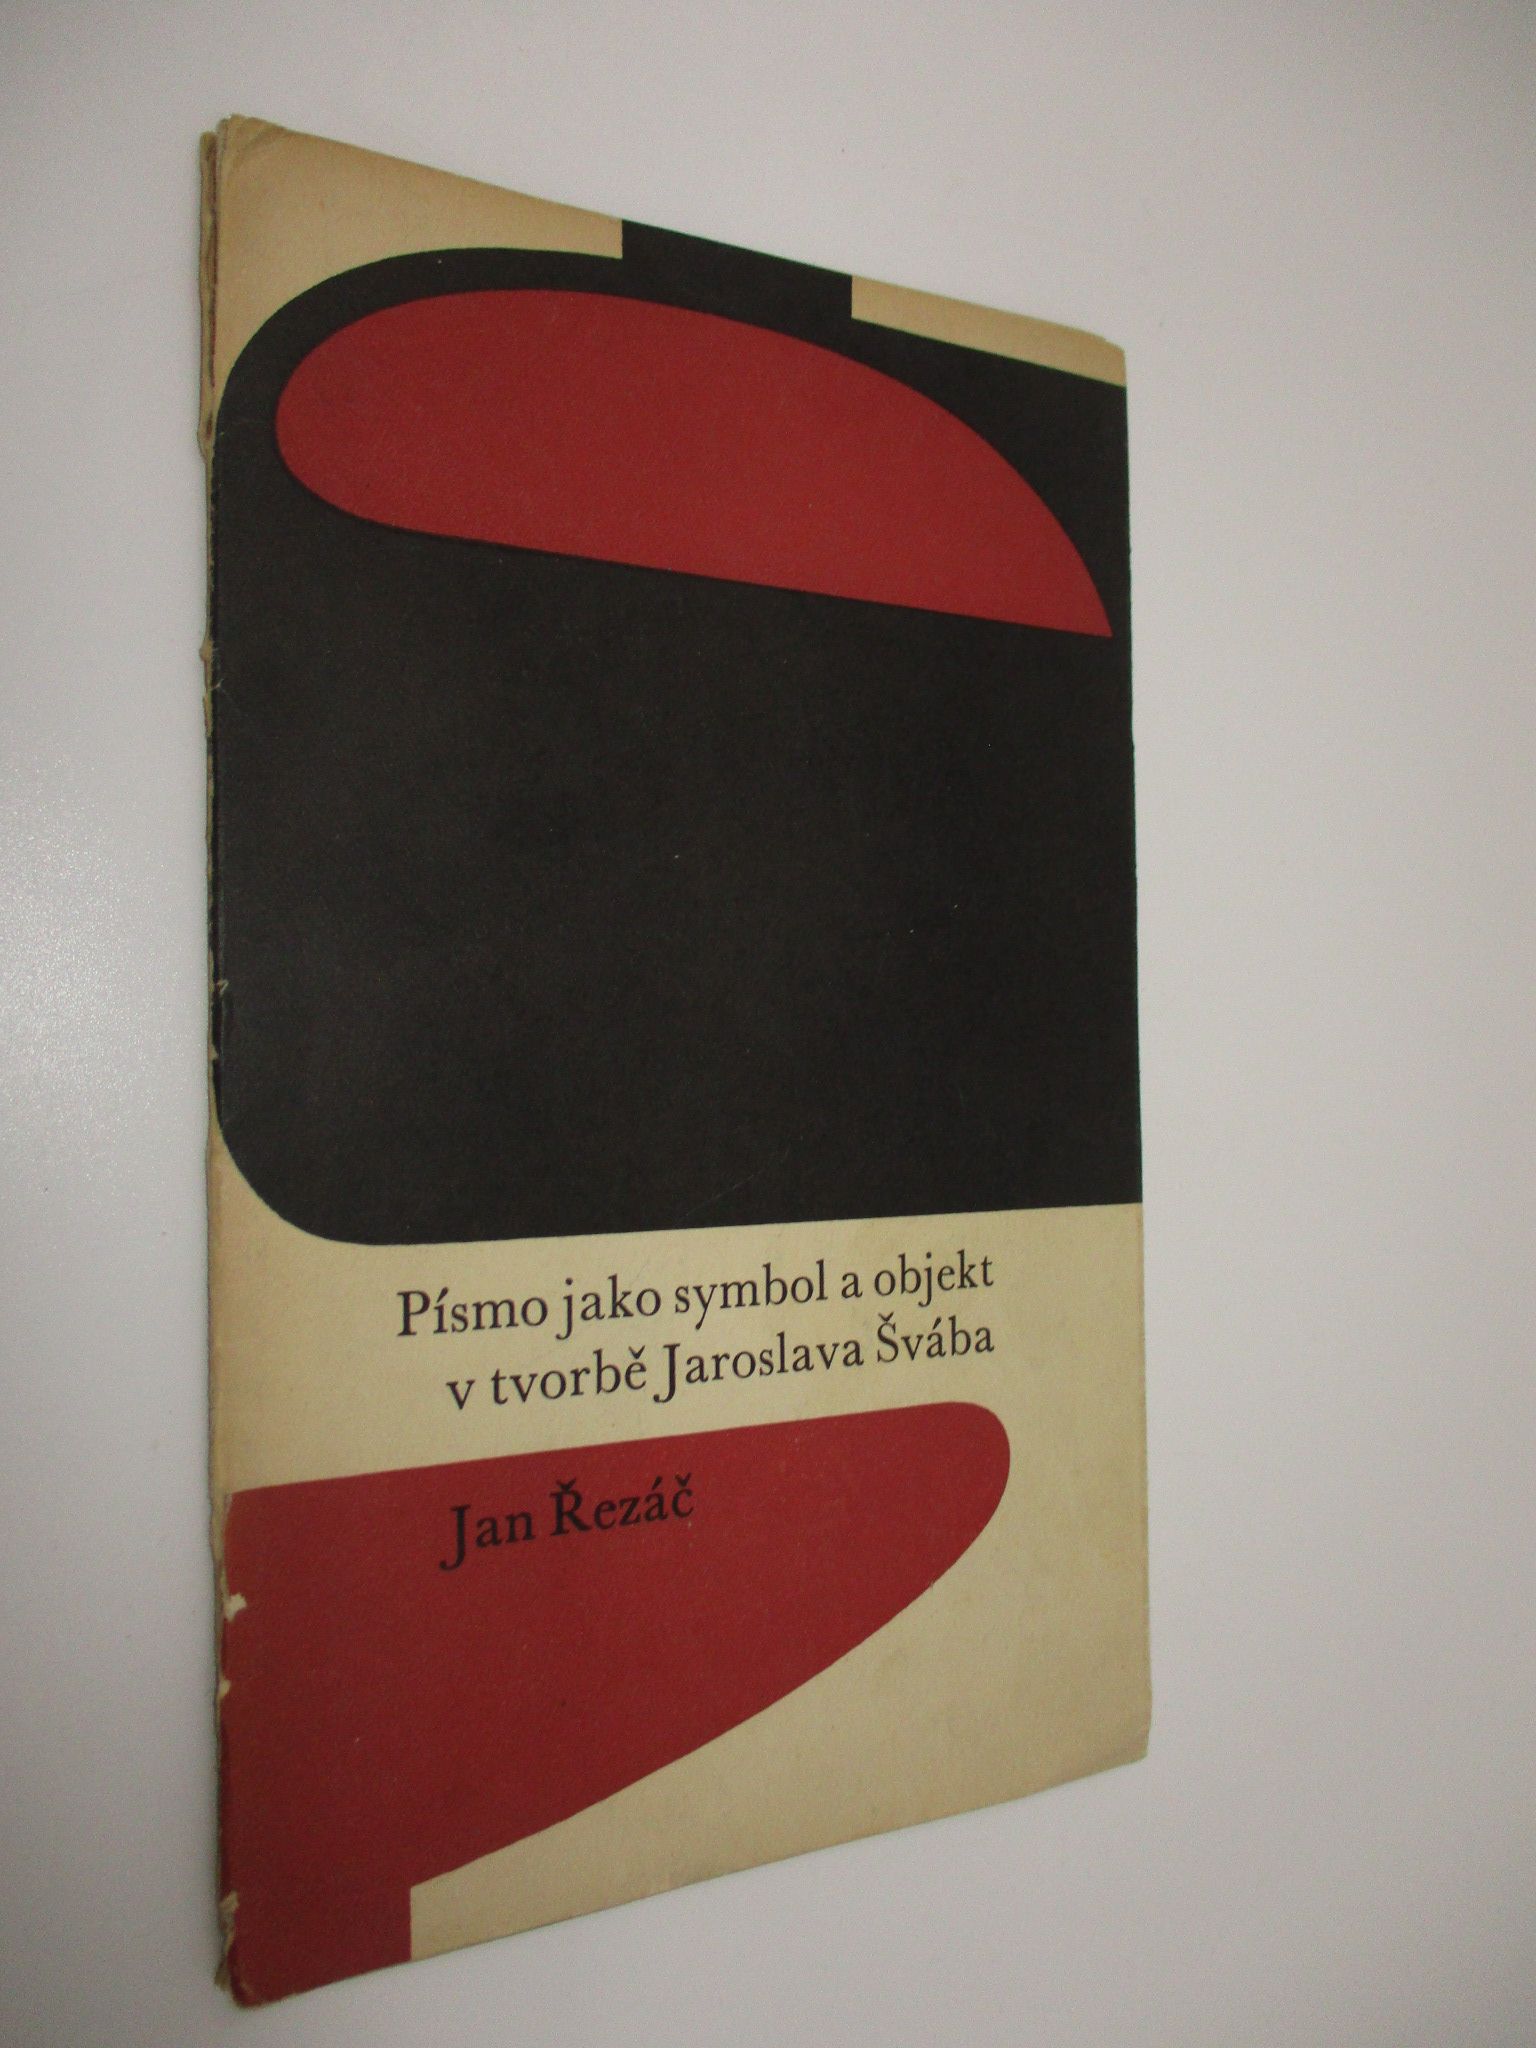 Písmo jako symbol a objekt
v tvorbě Jaroslava Švába
Jan Řezáč